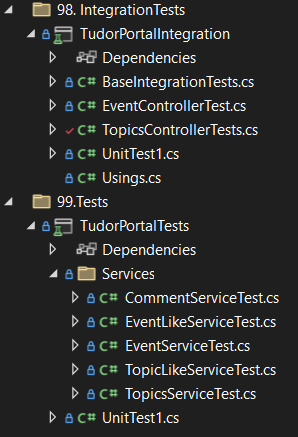 98. IntegrationTests
TudorPortalIntegration
Dependencies
C# BaseIntegrationTests.cs
C# EventControllerTest.cs
C# TopicsControllerTests.cs
C# UnitTest1.cs
C# Usings.cs
99.Tests
TudorPortalTests
Dependencies
Services
C# CommentServiceTest.cs
C# EventLikeServiceTest.cs
C# EventServiceTest.cs
C# TopicLikeServiceTest.cs
C# TopicsServiceTest.cs
C# UnitTest1.cs